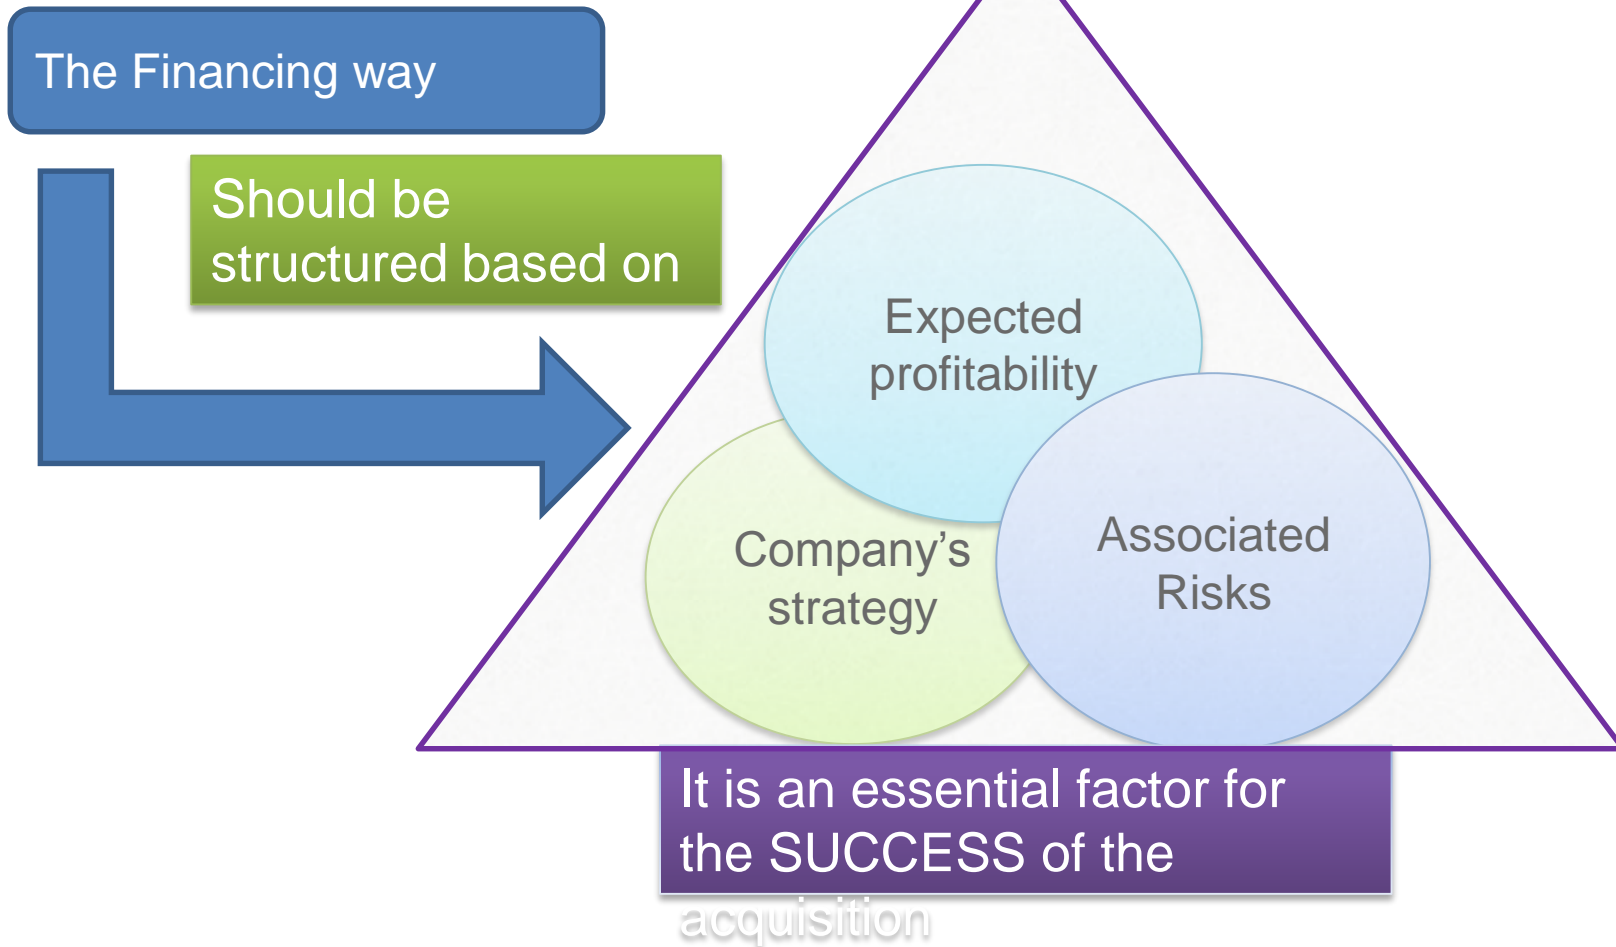 The Financing way
Should be
structured based on
Expected
profitability
Company’s
strategy
Associated
Risks
It is an essential factor for
the SUCCESS of the
acquisition